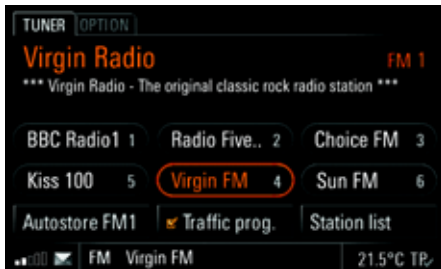 TUNER OPTION
Virgin Radio FM 1
*** Virgin Radio - The original classic rock radio station ***
BBC Radio1 1 Radio Five.. 2 Choice FM 3
Kiss 100 5 Virgin FM 4 Sun FM 6
Autostore FM1 Traffic prog. Station list
FM Virgin FM 21.5°C TP